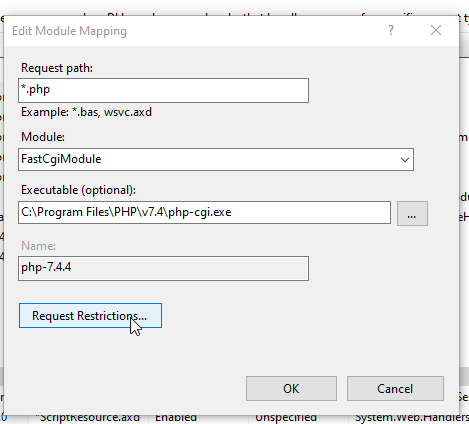 Edit Module Mapping
Request path:
*.php
Example: *.bas, wsvc.axd
Module:
FastCgiModule
Executable (optional):
C:\Program Files\PHP\v7.4\php-cgi.exe
...
Name:
php-7.4.4
Request Restrictions...
OK
Cancel
"ScriptResource.axd Enabled Unspecified System.Web.Handlers